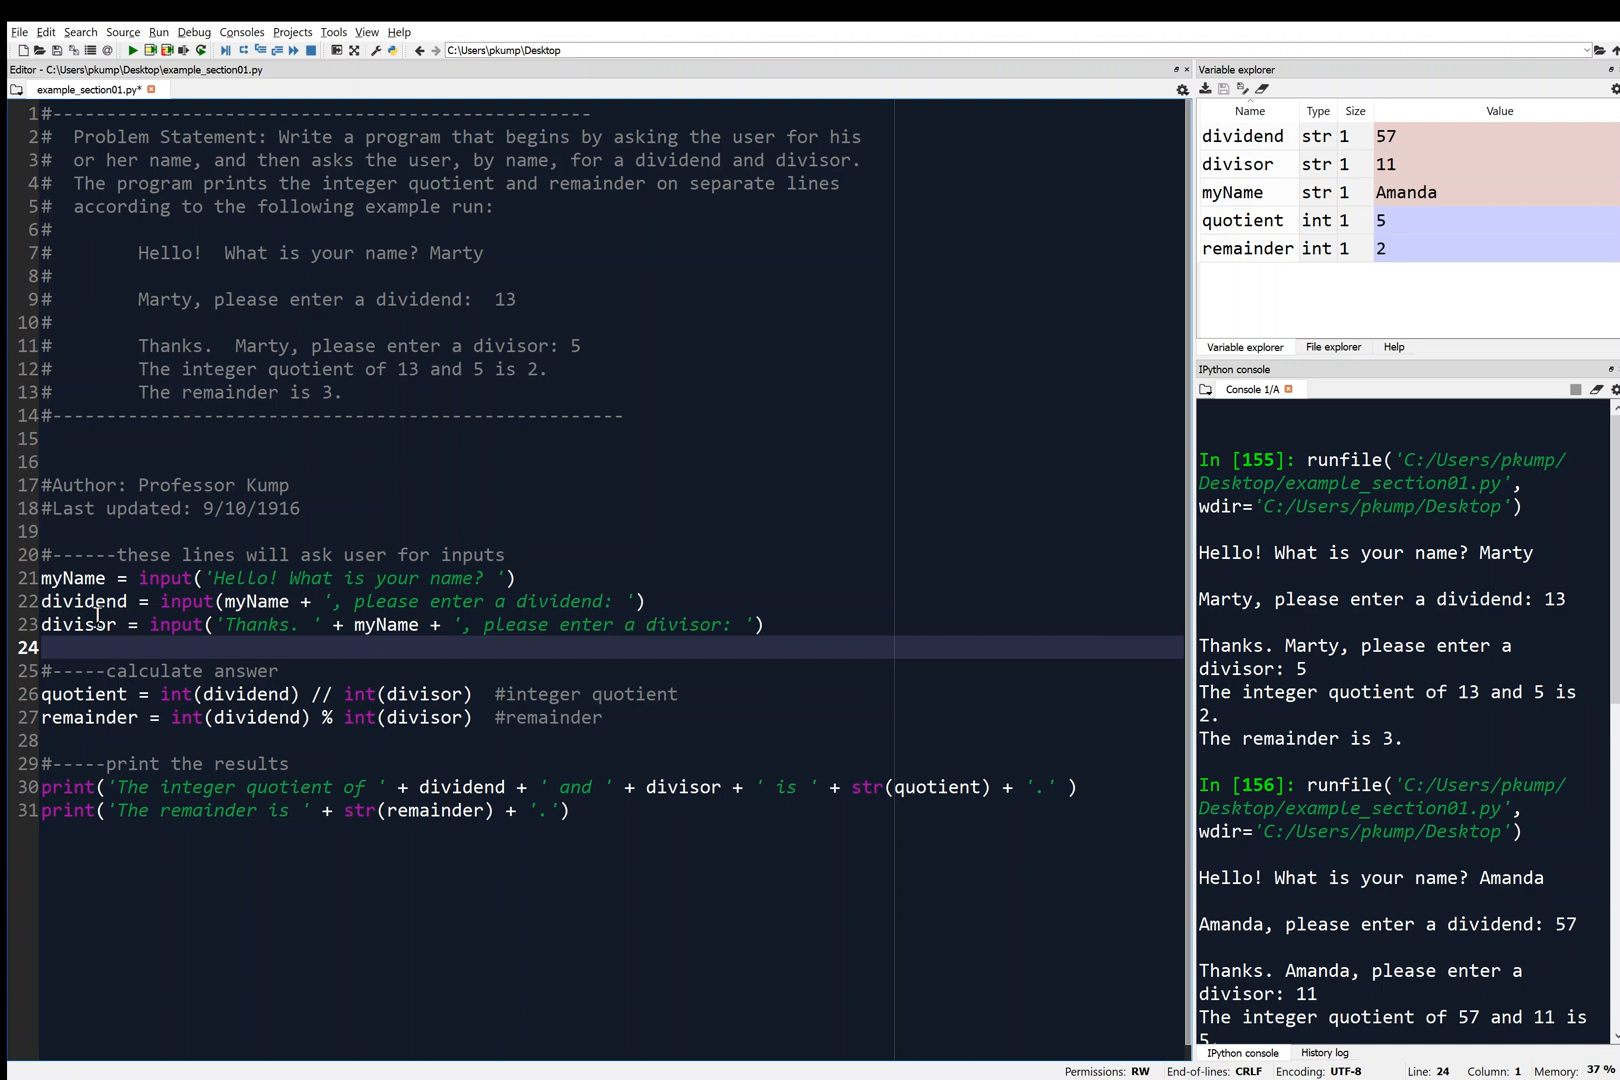 File Edit Search Source Run Debug Consoles Projects Tools View Help
C:\Users\pkump\Desktop
Editor - C:\Users\pkump\Desktop\example_section01.py
example_section01.py*
1#--------------------------------------------------
2#  Problem Statement: Write a program that begins by asking the user for his
3#  or her name, and then asks the user, by name, for a dividend and divisor.
4#  The program prints the integer quotient and remainder on separate lines
5#  according to the following example run:
6#
7#        Hello!  What is your name? Marty
8#
9#        Marty, please enter a dividend:  13
10#
11#        Thanks.  Marty, please enter a divisor: 5
12#        The integer quotient of 13 and 5 is 2.
13#        The remainder is 3.
14#-----------------------------------------------------
15
16
17#Author: Professor Kump
18#Last updated: 9/10/1916
19
20#------these lines will ask user for inputs
21myName = input('Hello! What is your name? ')
22dividend = input(myName + ', please enter a dividend: ')
23divisor = input('Thanks. ' + myName + ', please enter a divisor: ')
24
25#-----calculate answer
26quotient = int(dividend) // int(divisor)  #integer quotient
27remainder = int(dividend) % int(divisor)  #remainder
28
29#-----print the results
30print('The integer quotient of ' + dividend + ' and ' + divisor + ' is ' + str(quotient) + '.' )
31print('The remainder is ' + str(remainder) + '.')
Variable explorer
Name Type Size Value
dividend str 1 57
divisor str 1 11
myName str 1 Amanda
quotient int 1 5
remainder int 1 2
Variable explorer File explorer Help
IPython console
Console 1/A
In [155]: runfile('C:/Users/pkump/
Desktop/example_section01.py',
wdir='C:/Users/pkump/Desktop')
Hello! What is your name? Marty
Marty, please enter a dividend: 13
Thanks. Marty, please enter a
divisor: 5
The integer quotient of 13 and 5 is
2.
The remainder is 3.
In [156]: runfile('C:/Users/pkump/
Desktop/example_section01.py',
wdir='C:/Users/pkump/Desktop')
Hello! What is your name? Amanda
Amanda, please enter a dividend: 57
Thanks. Amanda, please enter a
divisor: 11
The integer quotient of 57 and 11 is
5.
IPython console History log
Permissions: RW End-of-lines: CRLF Encoding: UTF-8 Line: 24 Column: 1 Memory: 37 %